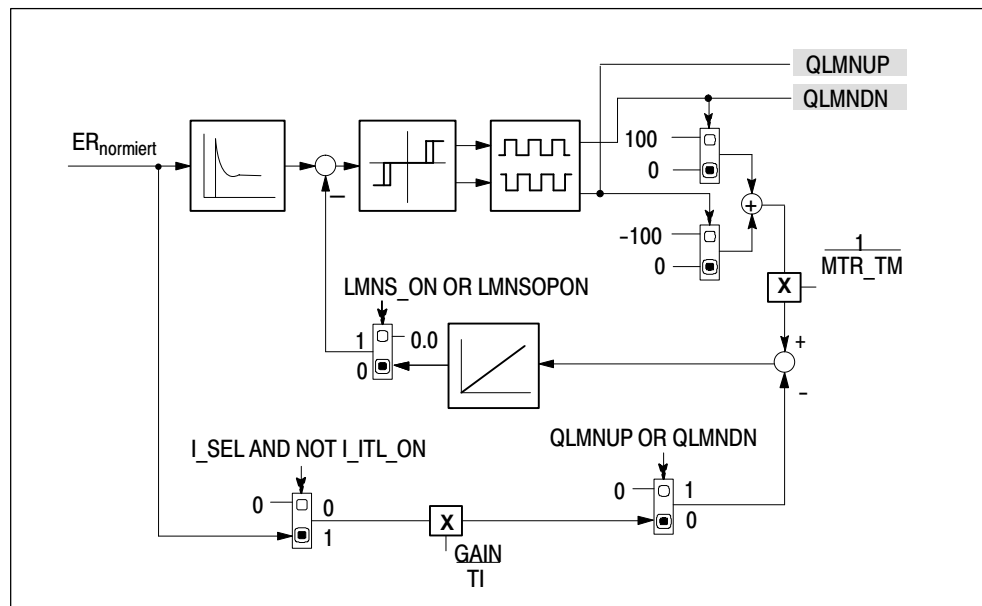 QLMNUP
QLMNDN
ERnormiert
100
0
-100
0
1
MTR_TM
X
LMNS_ON OR LMNSOPON
1
0.0
0
+
+
-
–
I_SEL AND NOT I_ITL_ON
QLMNUP OR QLMNDN
0
0
1
0
1
0
X
GAIN
TI